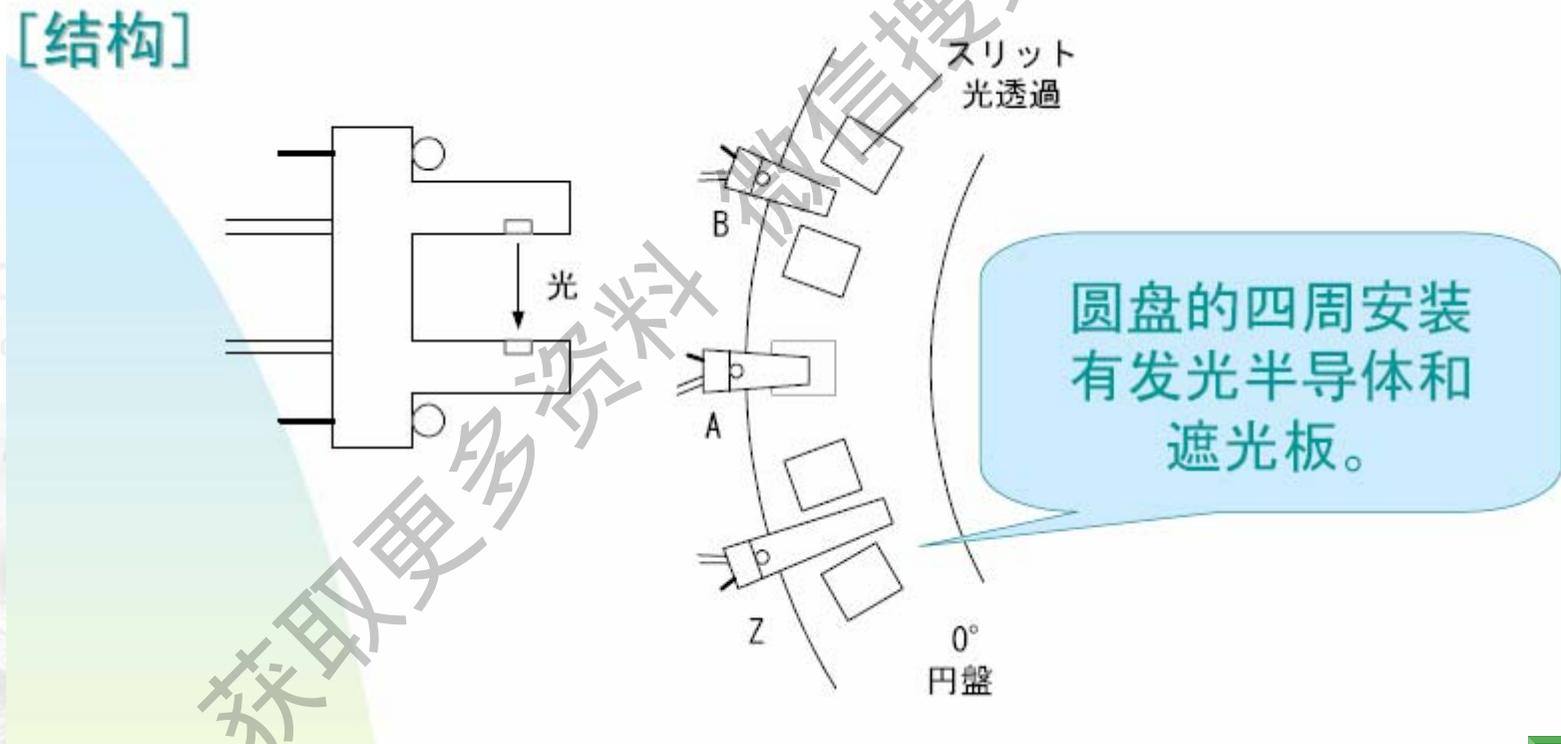 [结构]
スリット
光透過
B
光
A
Z
0°
円盤
圆盘的四周安装
有发光半导体和
遮光板。
获取更多资料 微信搜